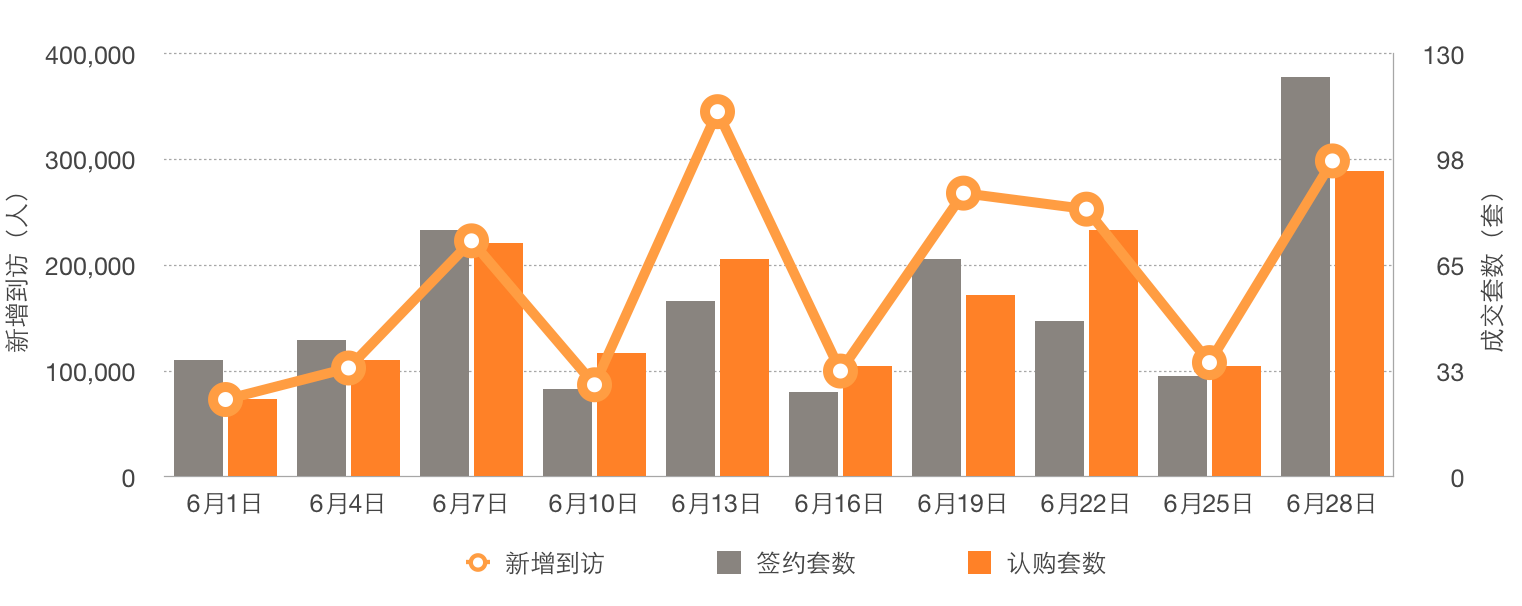 400,000
300,000
200,000
100,000
0
新增到访（人）
130
98
65
33
0
成交套数（套）
6月1日 6月4日 6月7日 6月10日 6月13日 6月16日 6月19日 6月22日 6月25日 6月28日
新增到访 签约套数 认购套数